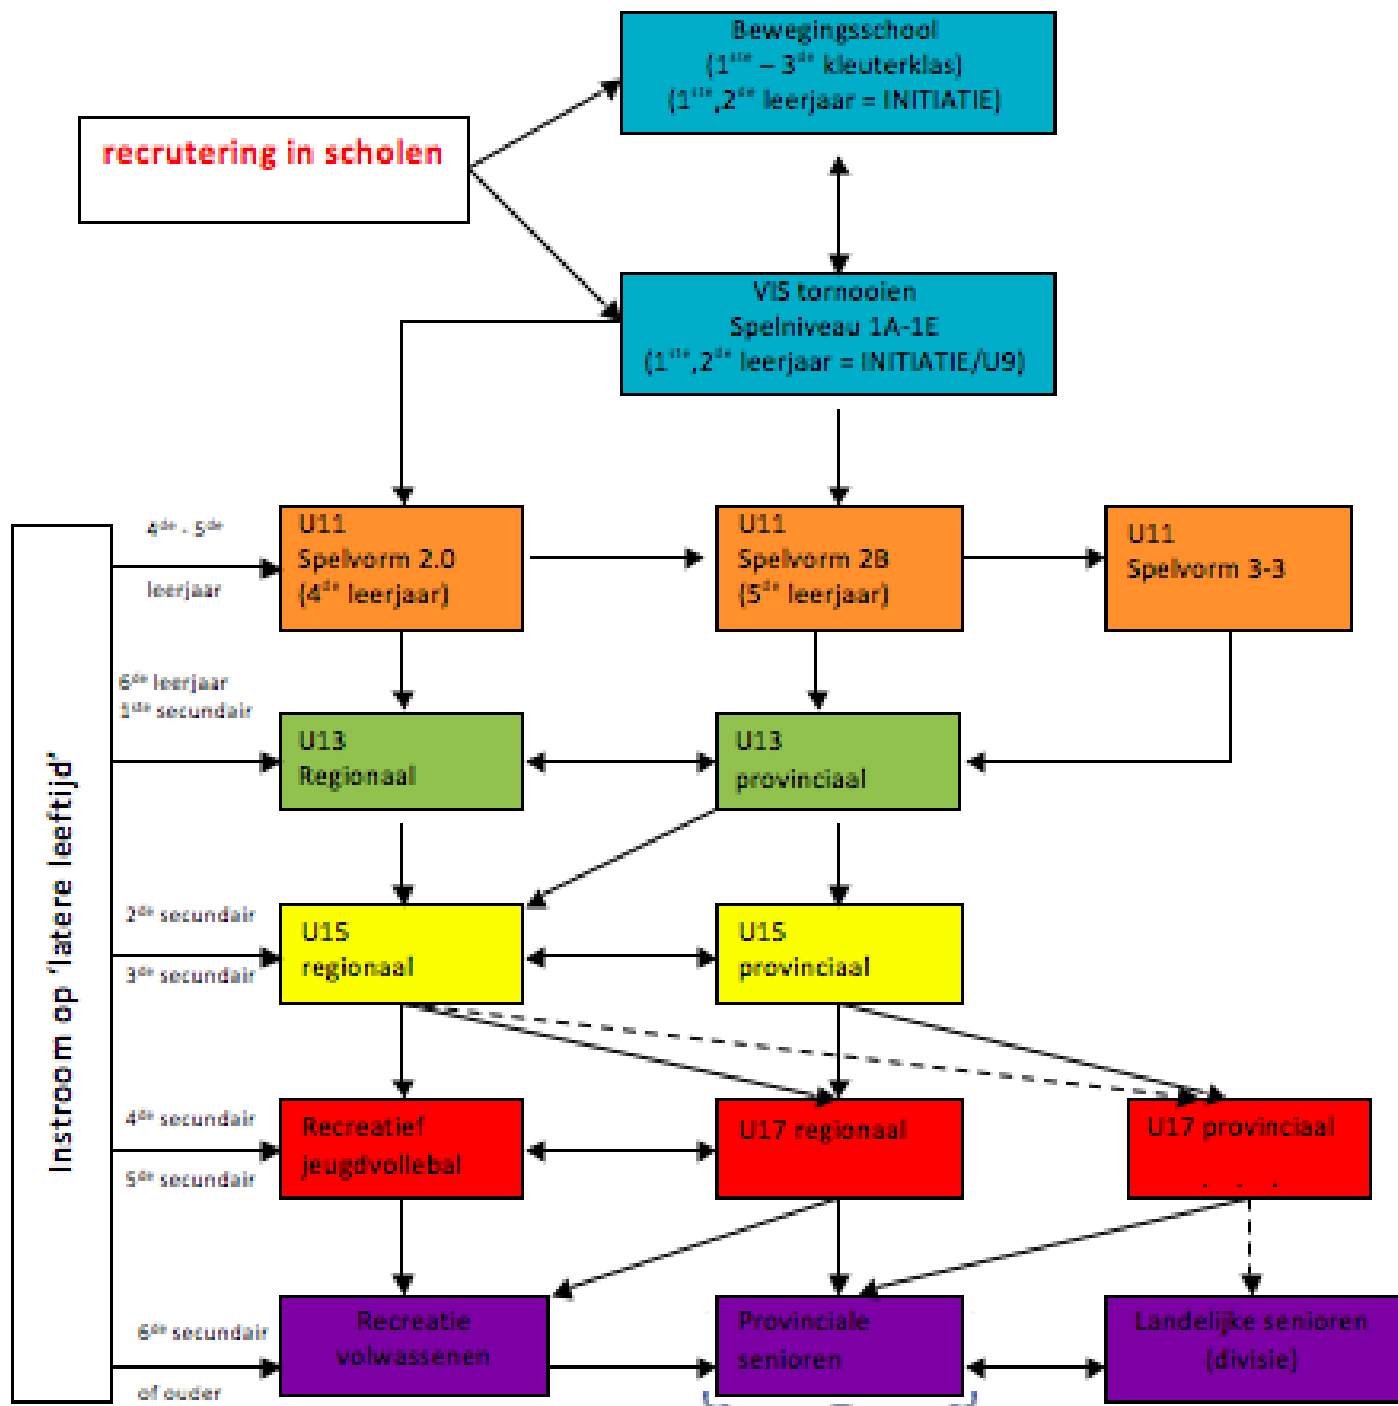 Bewegingsschool
(1ste – 3de kleuterklas)
(1ste,2de leerjaar = INITIATIE)
recrutering in scholen
VIS tornooien
Spelniveau 1A-1E
(1ste,2de leerjaar = INITIATIE/U9)
Instroom op 'latere leeftijd'
4de - 5de
leerjaar
U11
Spelvorm 2.0
(4de leerjaar)
U11
Spelvorm 2B
(5de leerjaar)
U11
Spelvorm 3-3
6de leerjaar
1ste secundair
U13
Regionaal
U13
provinciaal
2de secundair
3de secundair
U15
regionaal
U15
provinciaal
4de secundair
5de secundair
Recreatief
jeugdvollebal
U17 regionaal
U17 provinciaal
. . .
6de secundair
of ouder
Recreatie
volwassenen
Provinciale
senioren
Landelijke senioren
(divisie)